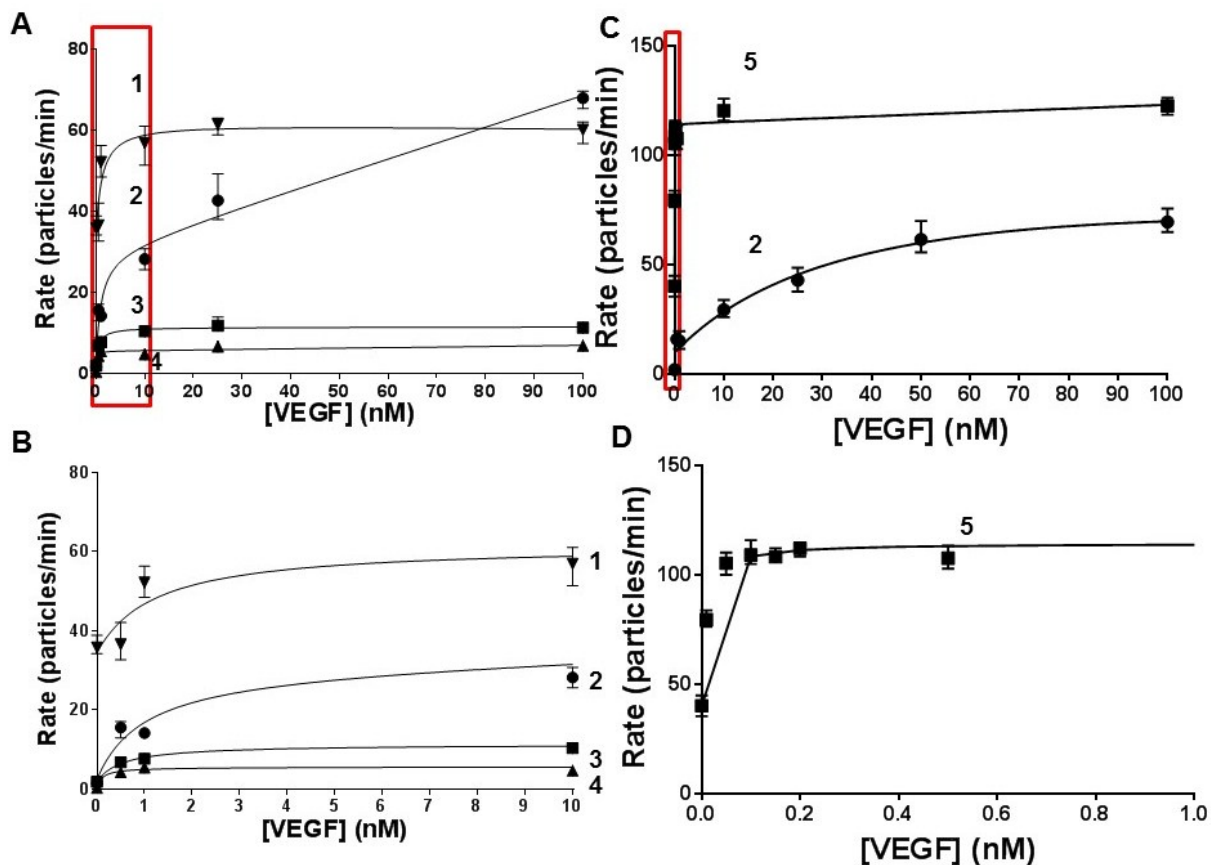 A
80
60
40
20
0
Rate (particles/min)
1
2
3
4
0 10 20 30 40 50 60 70 80 90 100
[VEGF] (nM)
B
80
60
40
20
0
Rate (particles/min)
1
2
3
4
0 1 2 3 4 5 6 7 8 9 10
[VEGF] (nM)
C
150
100
50
0
Rate (particles/min)
5
2
0 10 20 30 40 50 60 70 80 90 100
[VEGF] (nM)
D
150
100
50
0
Rate (particles/min)
5
0.0 0.2 0.4 0.6 0.8 1.0
[VEGF] (nM)